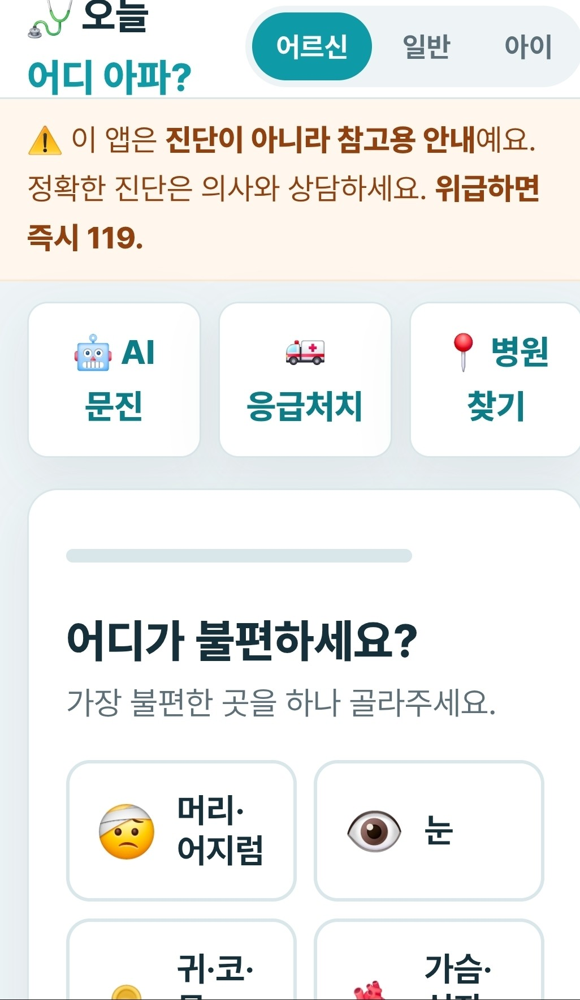 오늘
어디 아파?
어르신 일반 아이
이 앱은 진단이 아니라 참고용 안내예요.
정확한 진단은 의사와 상담하세요. 위급하면
즉시 119.
AI
문진
응급처치
병원
찾기
어디가 불편하세요?
가장 불편한 곳을 하나 골라주세요.
머리·
어지럼
눈
귀·코·
가슴·